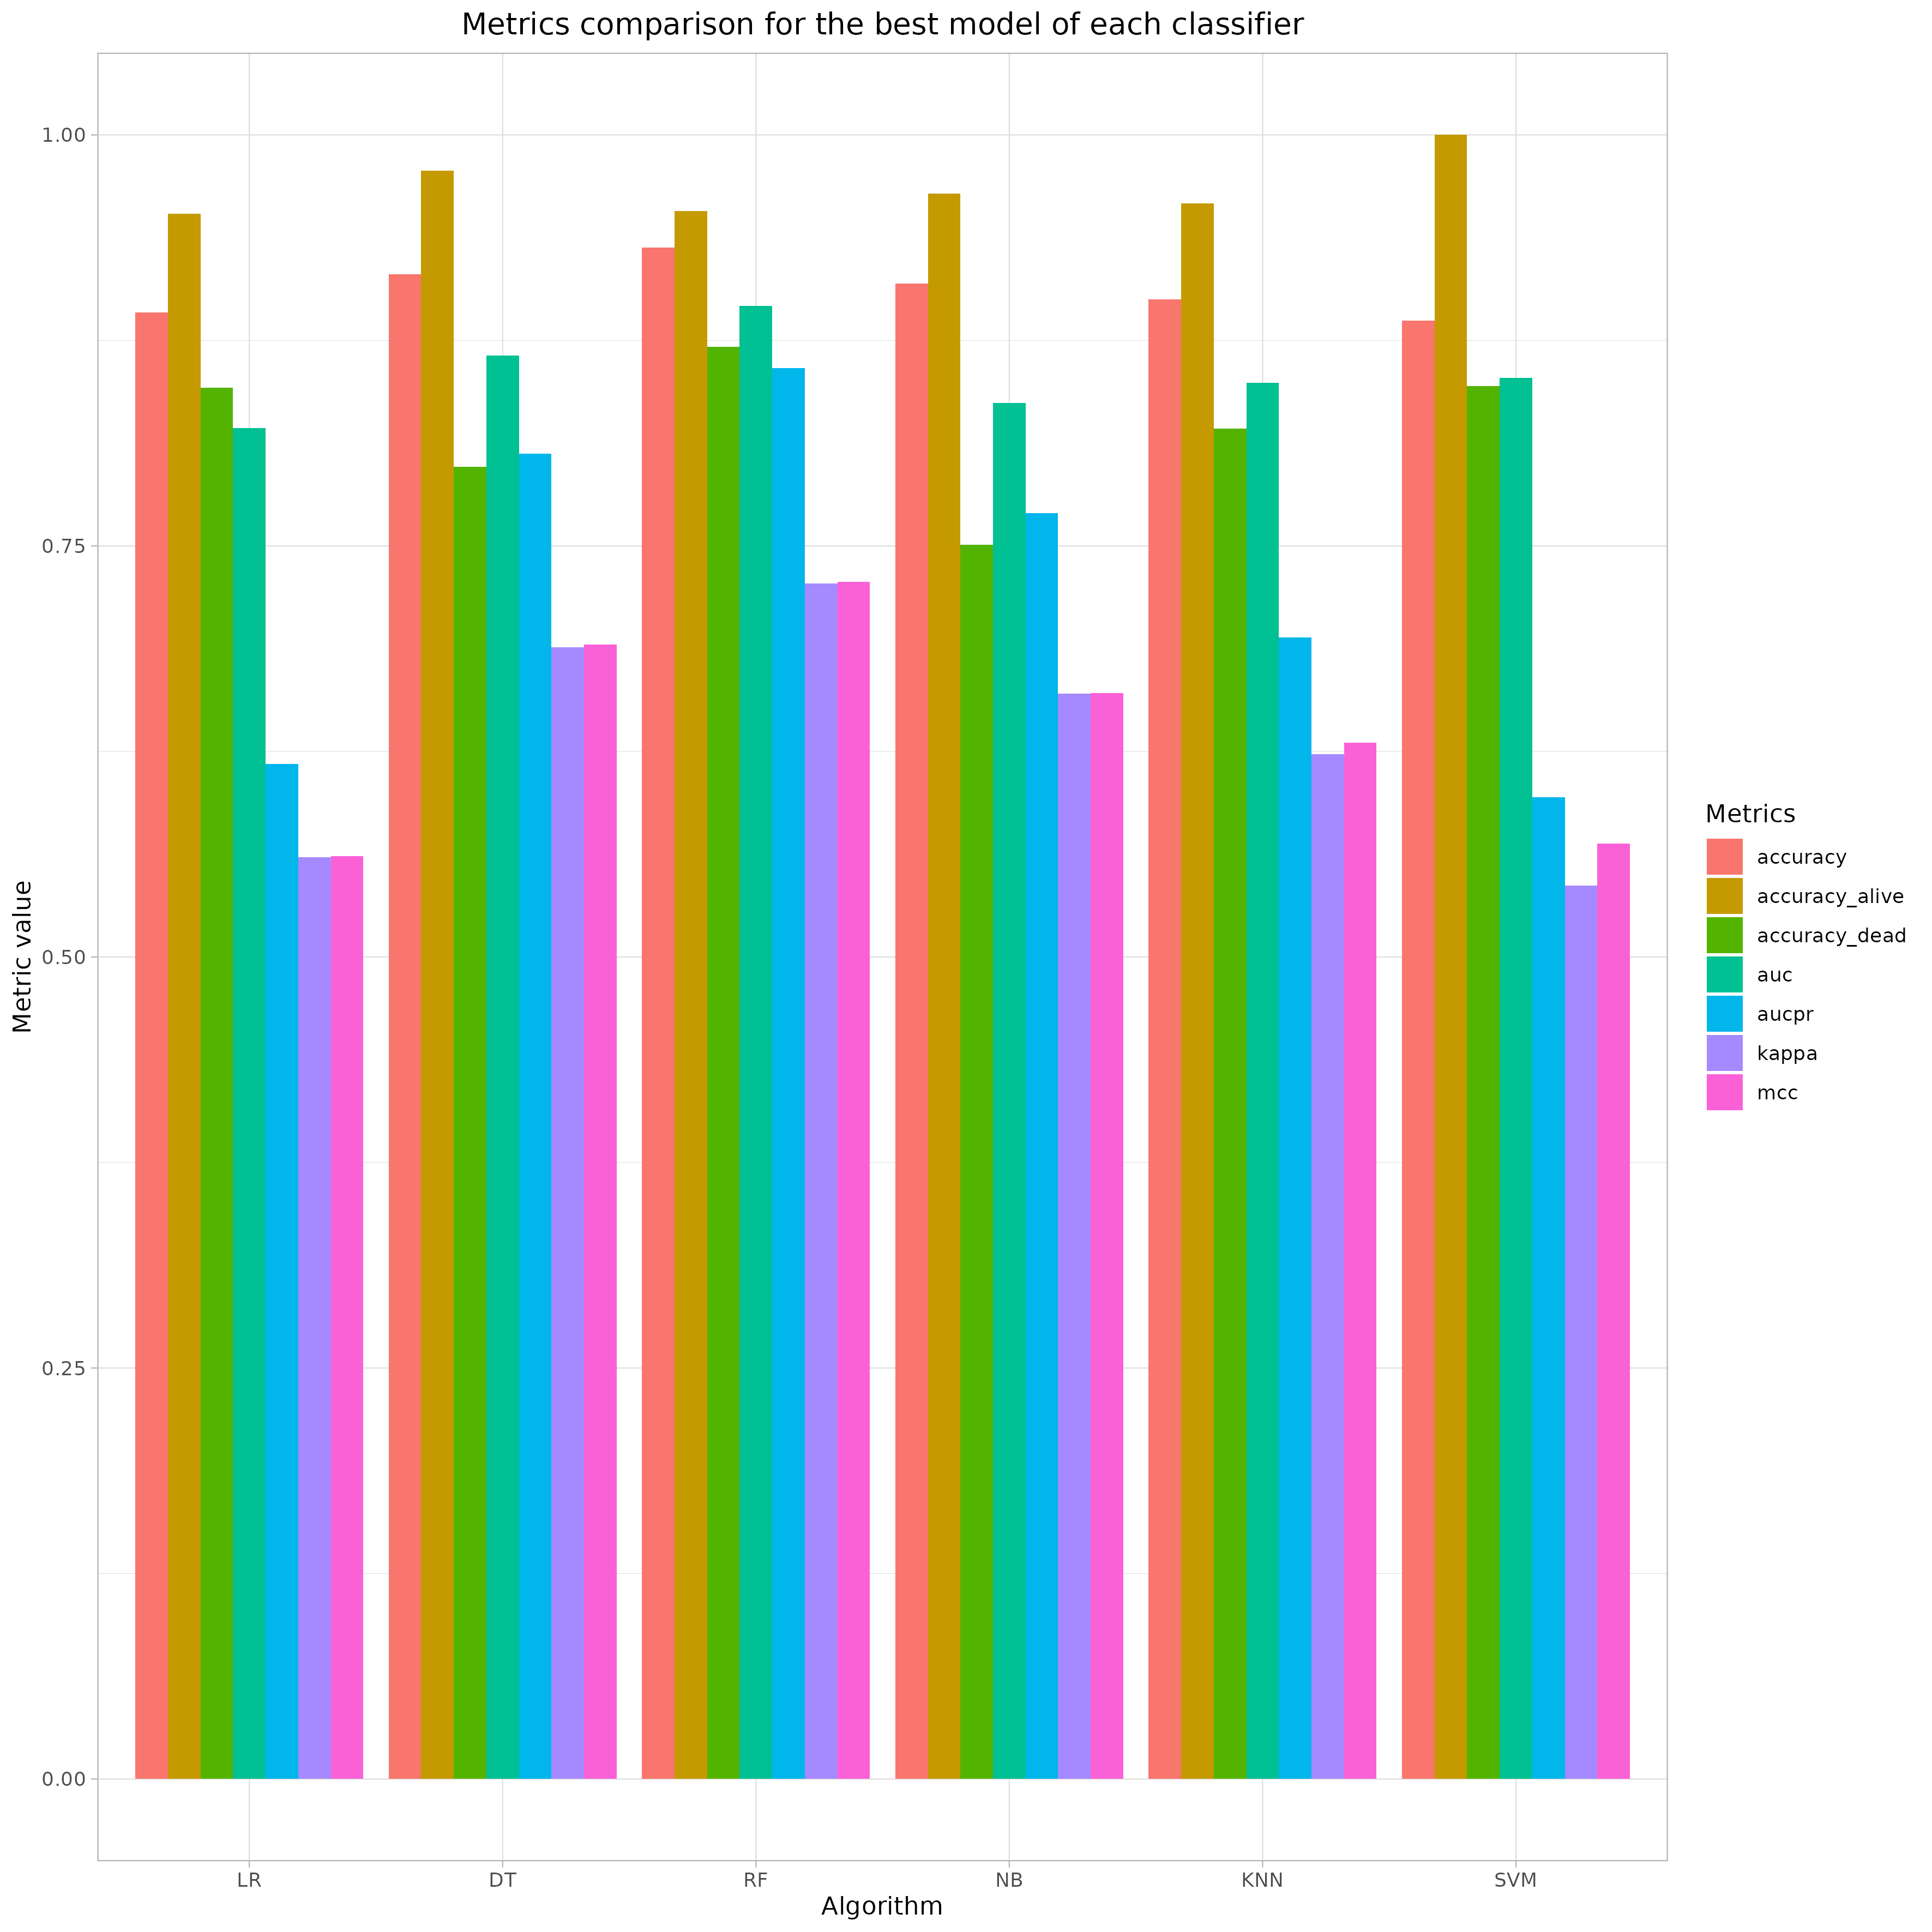 Metrics comparison for the best model of each classifier
Metric value
1.00
0.75
0.50
0.25
0.00
LR
DT
RF
NB
KNN
SVM
Algorithm
Metrics
accuracy
accuracy_alive
accuracy_dead
auc
aucpr
kappa
mcc